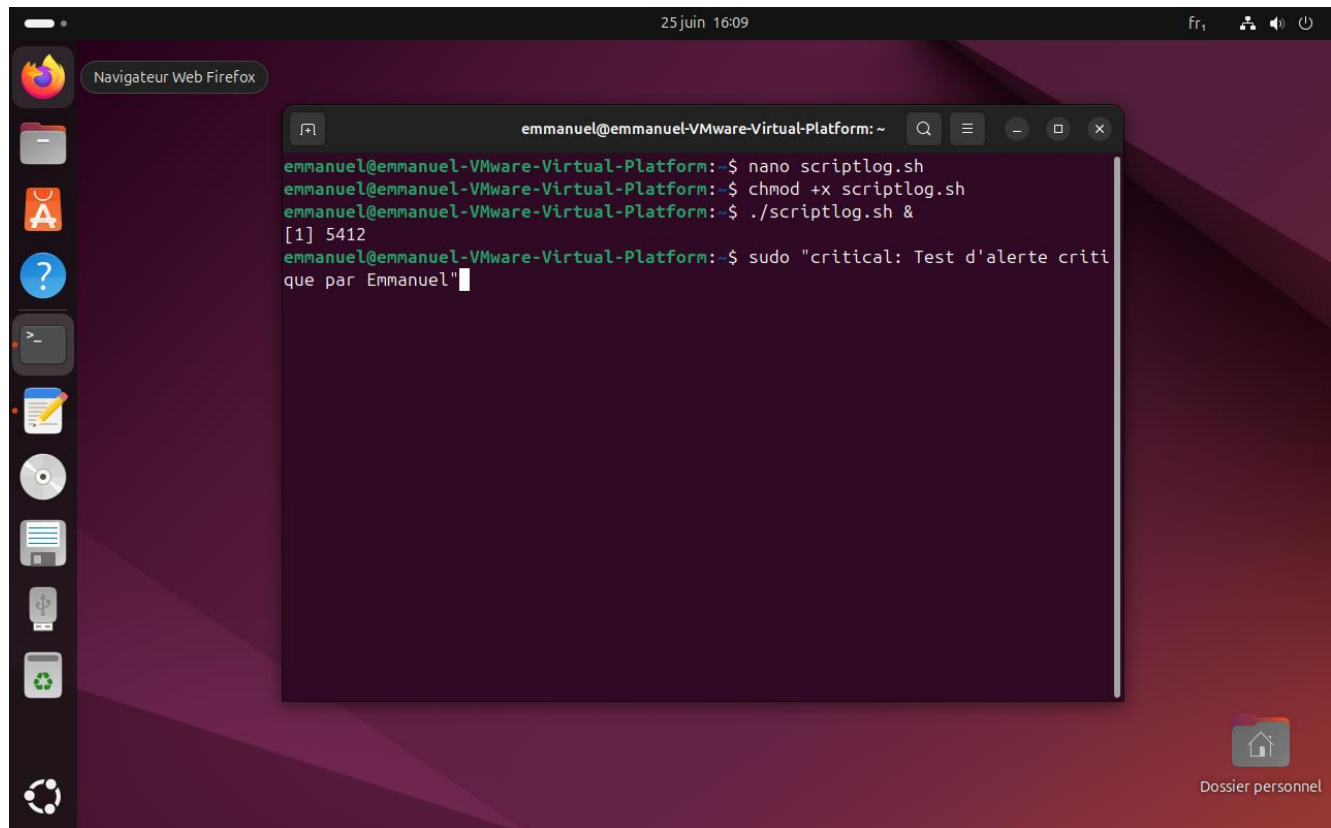 25 juin 16:09
fr₁
Navigateur Web Firefox
emmanuel@emmanuel-VMware-Virtual-Platform: ~
emmanuel@emmanuel-VMware-Virtual-Platform:~$ nano scriptlog.sh
emmanuel@emmanuel-VMware-Virtual-Platform:~$ chmod +x scriptlog.sh
emmanuel@emmanuel-VMware-Virtual-Platform:~$ ./scriptlog.sh &
[1] 5412
emmanuel@emmanuel-VMware-Virtual-Platform:~$ sudo "critical: Test d'alerte criti
que par Emmanuel"
Dossier personnel